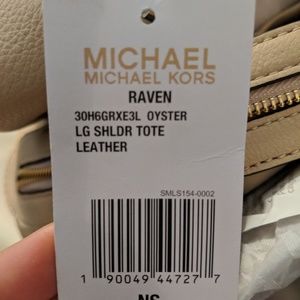 MICHAEL
MICHAEL KORS
RAVEN
30H6GRXE3L OYSTER
LG SHLDR TOTE
LEATHER
SMLS154-0002
1 90049 44727 7
NS